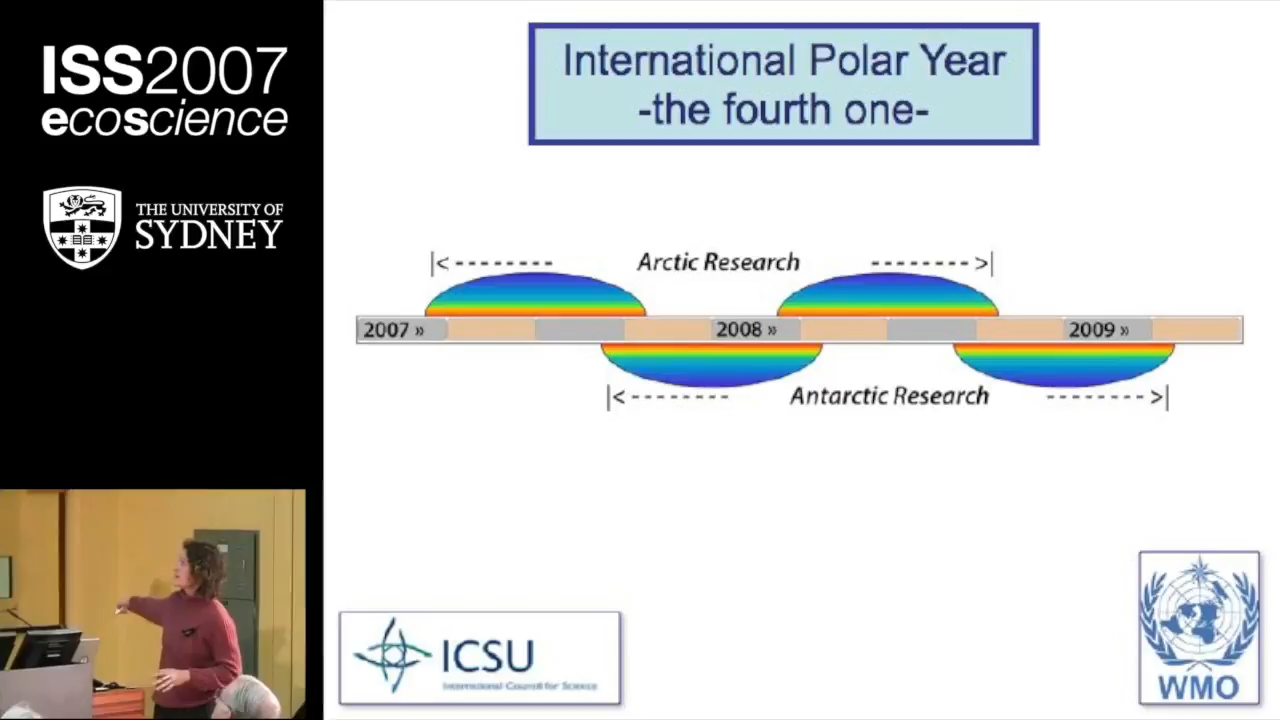 ISS2007
ecoscience
THE UNIVERSITY OF
SYDNEY
International Polar Year
-the fourth one-
|<-------- Arctic Research -------->|
2007 » 2008 » 2009 »
|<-------- Antarctic Research -------->|
ICSU
International Council for Science
WMO